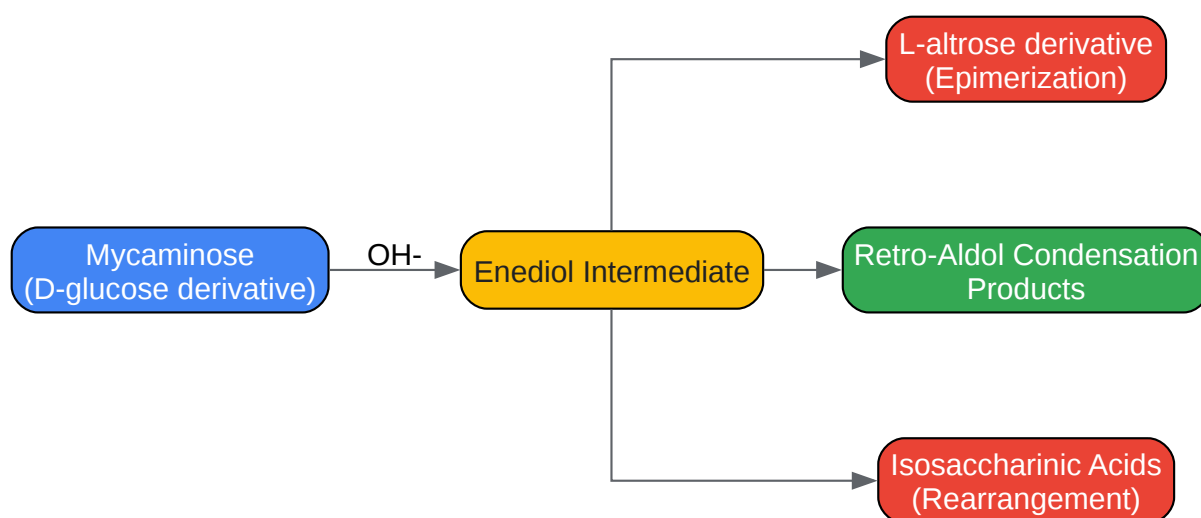 L-altrose derivative
(Epimerization)
Mycaminose
(D-glucose derivative)
OH-
Enediol Intermediate
Retro-Aldol Condensation
Products
Isosaccharinic Acids
(Rearrangement)